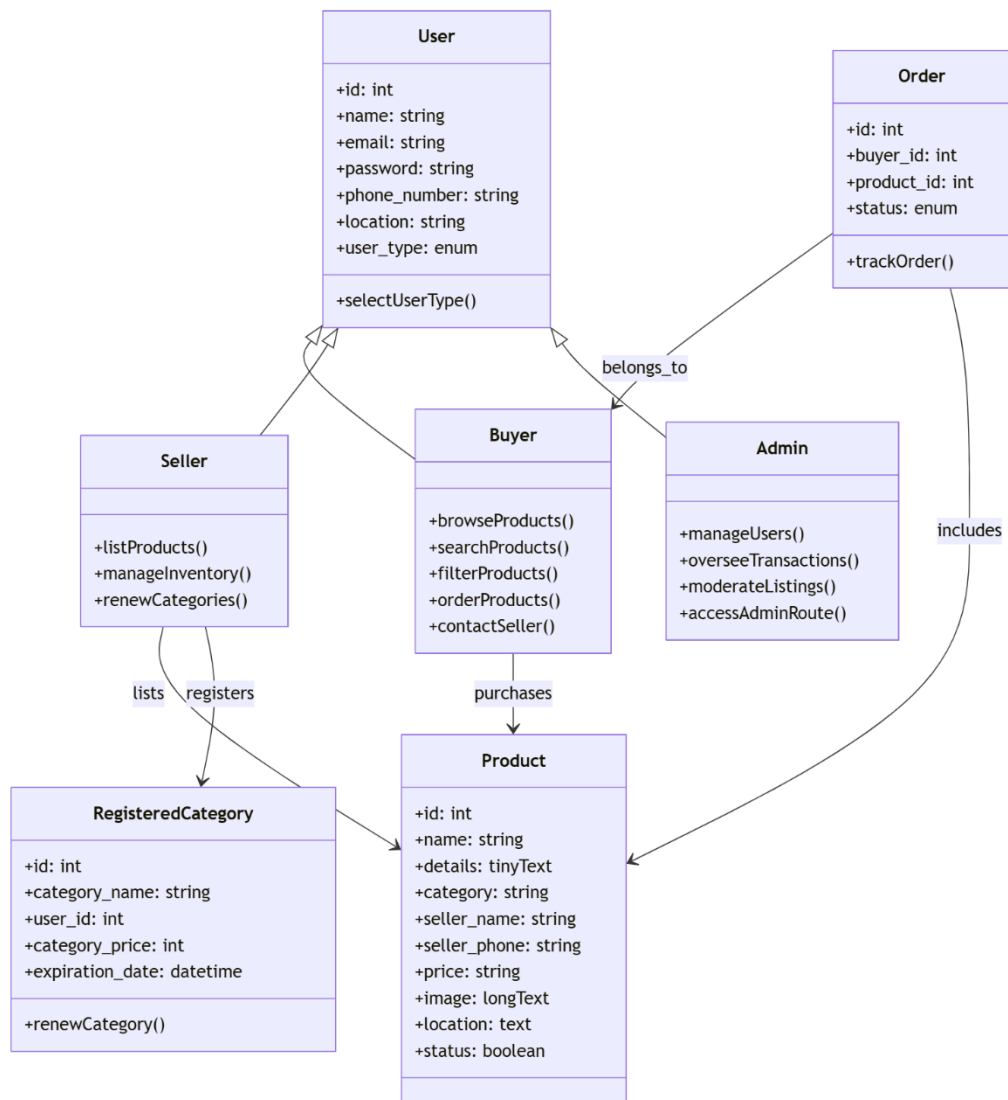 User
+id: int
+name: string
+email: string
+password: string
+phone_number: string
+location: string
+user_type: enum
+selectUserType()
Order
+id: int
+buyer_id: int
+product_id: int
+status: enum
+trackOrder()
belongs_to
includes
Seller
+listProducts()
+manageInventory()
+renewCategories()
Buyer
+browseProducts()
+searchProducts()
+filterProducts()
+orderProducts()
+contactSeller()
Admin
+manageUsers()
+overseeTransactions()
+moderateListings()
+accessAdminRoute()
lists
registers
purchases
RegisteredCategory
+id: int
+category_name: string
+user_id: int
+category_price: int
+expiration_date: datetime
+renewCategory()
Product
+id: int
+name: string
+details: tinyText
+category: string
+seller_name: string
+seller_phone: string
+price: string
+image: longText
+location: text
+status: boolean